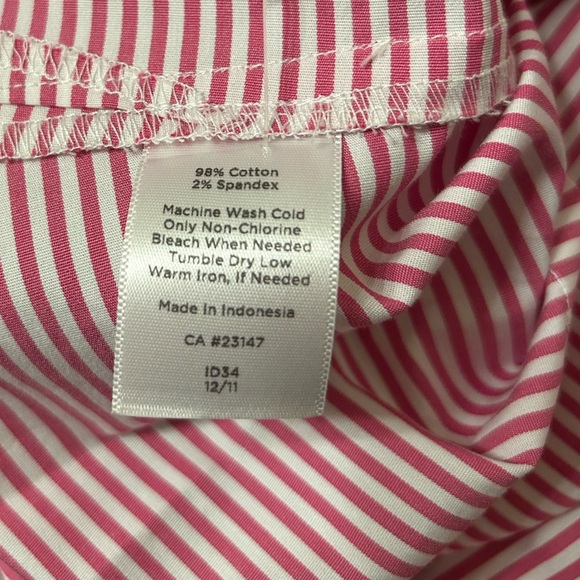 98% Cotton
2% Spandex
Machine Wash Cold
Only Non-Chlorine
Bleach When Needed
Tumble Dry Low
Warm Iron, If Needed
Made In Indonesia
CA #23147
ID34
12/11